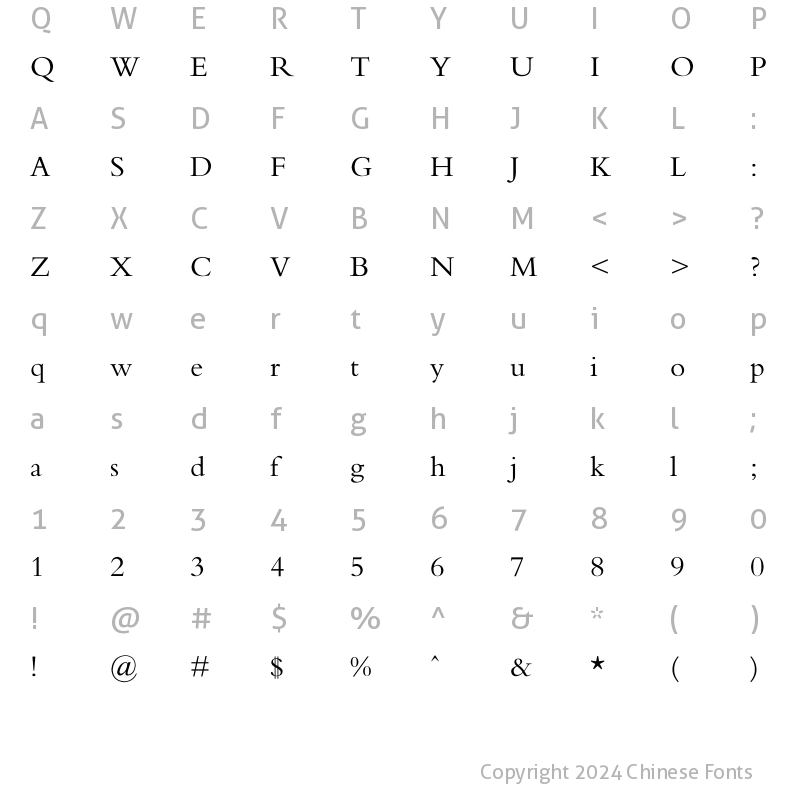 Q W E R T Y U I O P
Q W E R T Y U I O P
A S D F G H J K L :
A S D F G H J K L :
Z X C V B N M < > ?
Z X C V B N M < > ?
q w e r t y u i o p
q w e r t y u i o p
a s d f g h j k l ;
a s d f g h j k l ;
1 2 3 4 5 6 7 8 9 0
1 2 3 4 5 6 7 8 9 0
! @ # $ % ^ & * ( )
! @ # $ % ^ & * ( )
Copyright 2024 Chinese Fonts